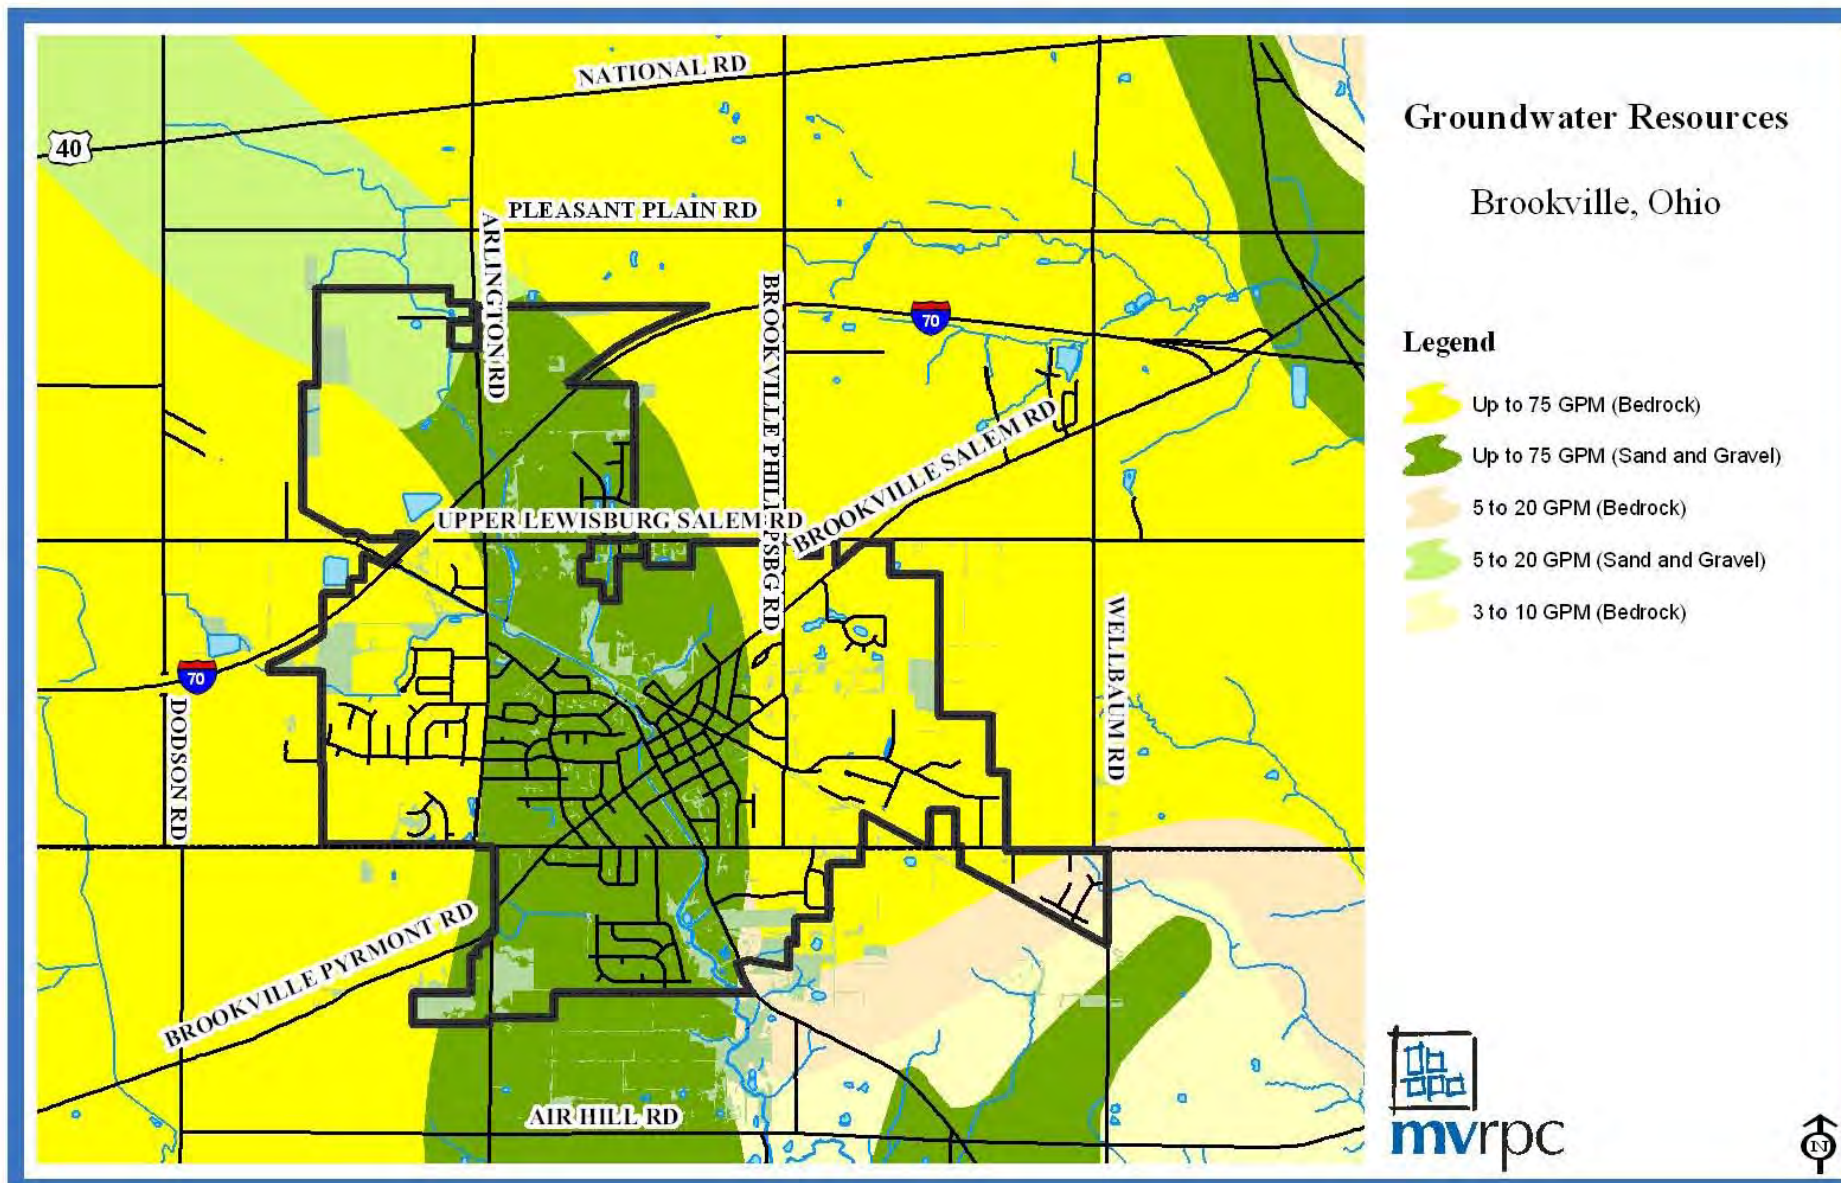 Groundwater Resources
Brookville, Ohio
Legend
Up to 75 GPM (Bedrock)
Up to 75 GPM (Sand and Gravel)
5 to 20 GPM (Bedrock)
5 to 20 GPM (Sand and Gravel)
3 to 10 GPM (Bedrock)
NATIONAL RD
40
PLEASANT PLAIN RD
ARLINGTON RD
BROOKVILLE PHILLIPSBG RD
70
BROOKVILLE SALEM RD
UPPER LEWISBURG SALEM RD
WELLBAUM RD
70
DODSON RD
BROOKVILLE PYRMONT RD
AIR HILL RD
mvrpc
N